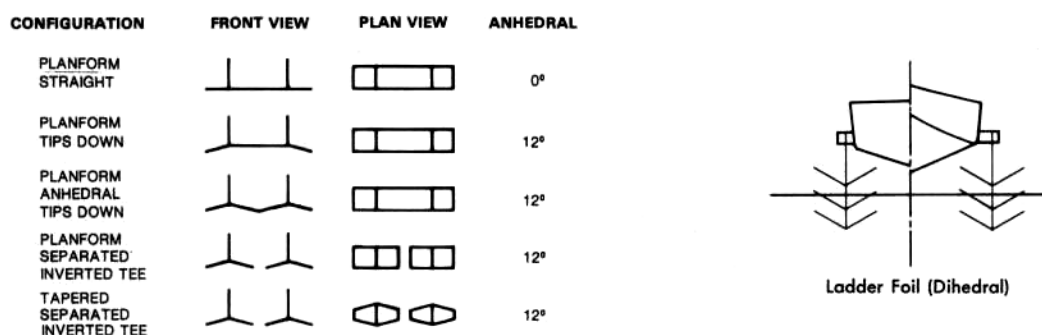 CONFIGURATION FRONT VIEW PLAN VIEW ANHEDRAL
PLANFORM
STRAIGHT
0°
PLANFORM
TIPS DOWN
12°
PLANFORM
ANHEDRAL
TIPS DOWN
12°
PLANFORM
SEPARATED
INVERTED TEE
12°
TAPERED
SEPARATED
INVERTED TEE
12°
Ladder Foil (Dihedral)